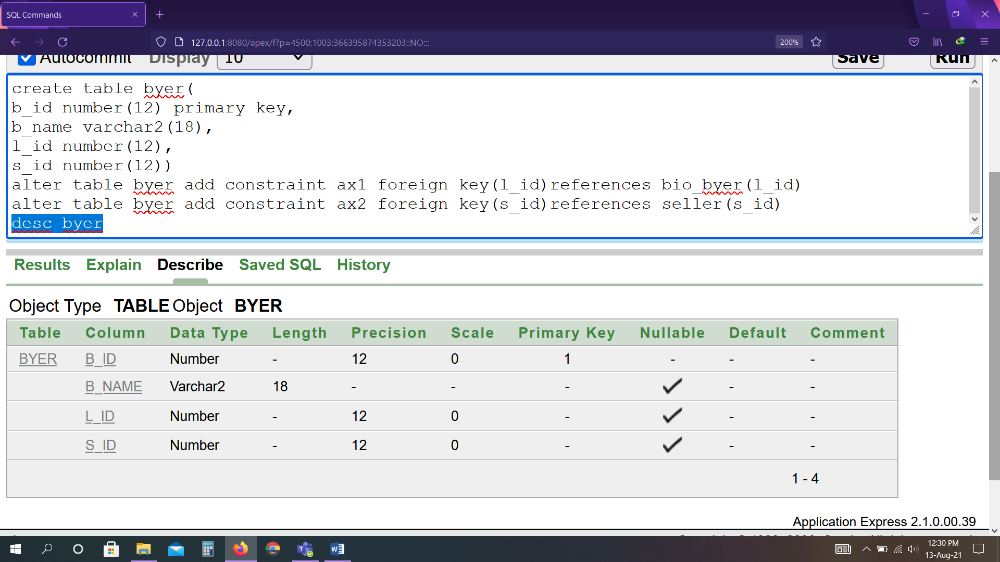 SQL Commands
127.0.0.1:8080/apex/f?p=4500:1003:366395874353203::NO:::
200%
Autocommit Display 10 Save Run
create table byer(
b_id number(12) primary key,
b_name varchar2(18),
l_id number(12),
s_id number(12))
alter table byer add constraint ax1 foreign key(l_id)references bio_byer(l_id)
alter table byer add constraint ax2 foreign key(s_id)references seller(s_id)
desc byer
Results Explain Describe Saved SQL History
Object Type TABLE Object BYER
Table Column Data Type Length Precision Scale Primary Key Nullable Default Comment
BYER B_ID Number - 12 0 1 - - -
B_NAME Varchar2 18 - - - - -
L_ID Number - 12 0 - - -
S_ID Number - 12 0 - - -
1 - 4
Application Express 2.1.0.00.39
12:30 PM
13-Aug-21